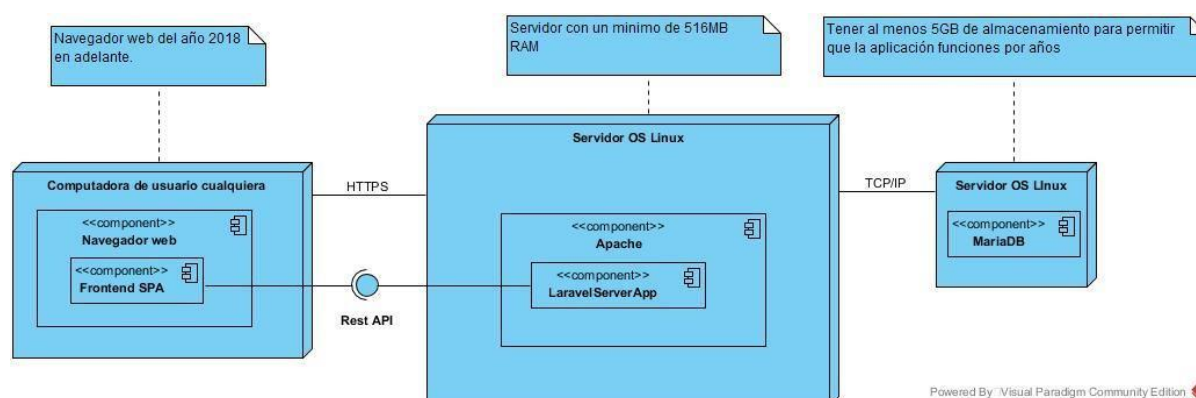 Navegador web del año 2018
en adelante.
Servidor con un minimo de 516MB
RAM
Tener al menos 5GB de almacenamiento para permitir
que la aplicación funciones por años
Computadora de usuario cualquiera
<<component>>
Navegador web
<<component>>
Frontend SPA
HTTPS
Rest API
Servidor OS Linux
<<component>>
Apache
<<component>>
LaravelServerApp
TCP/IP
Servidor OS LInux
<<component>>
MariaDB
Powered By Visual Paradigm Community Edition